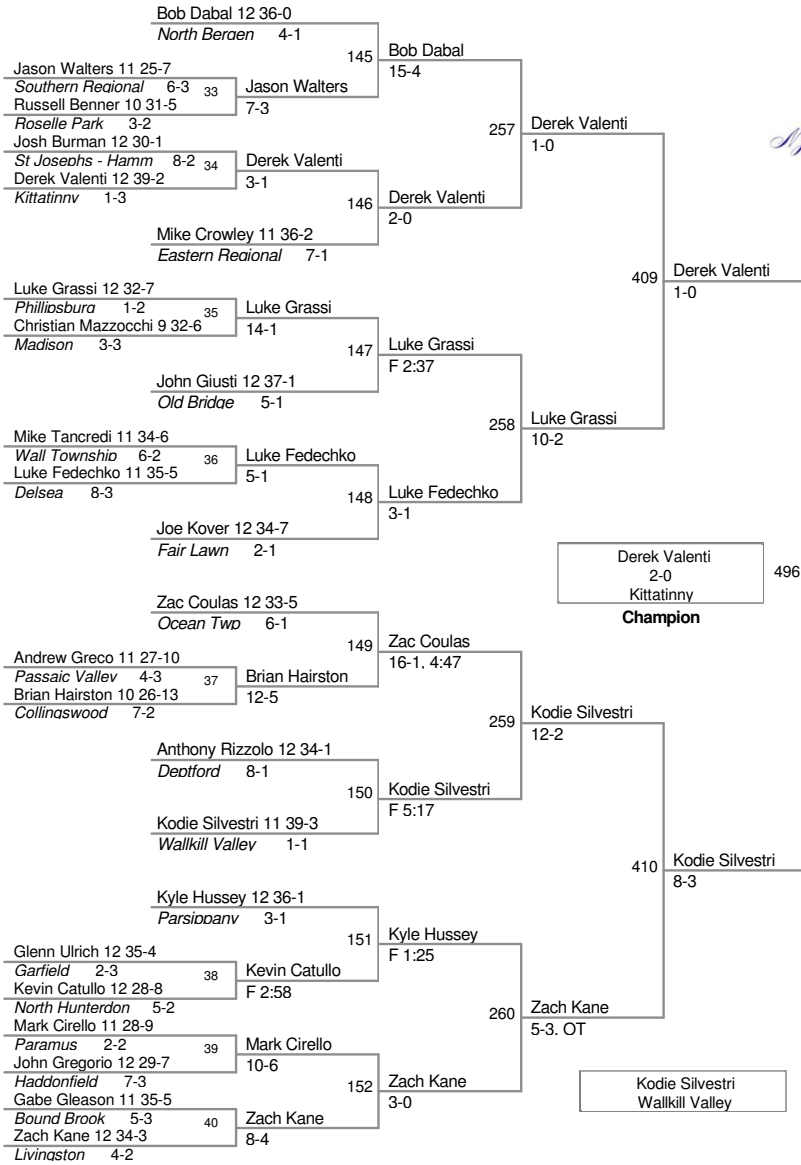 Bob Dabal 12 36-0
North Bergen 4-1
145
Bob Dabal
15-4
Jason Walters 11 25-7
Southern Regional 6-3
33
Jason Walters
7-3
Russell Benner 10 31-5
Roselle Park 3-2
257
Derek Valenti
1-0
Josh Burman 12 30-1
St Josephs - Hamm 8-2
34
Derek Valenti
3-1
Derek Valenti 12 39-2
Kittatinny 1-3
146
Derek Valenti
2-0
Mike Crowley 11 36-2
Eastern Regional 7-1
409
Derek Valenti
1-0
Luke Grassi 12 32-7
Phillipsburg 1-2
35
Luke Grassi
14-1
Christian Mazzocchi 9 32-6
Madison 3-3
147
Luke Grassi
F 2:37
John Giusti 12 37-1
Old Bridge 5-1
258
Luke Grassi
10-2
Mike Tancredi 11 34-6
Wall Township 6-2
36
Luke Fedechko
5-1
Luke Fedechko 11 35-5
Delsea 8-3
148
Luke Fedechko
3-1
Joe Kover 12 34-7
Fair Lawn 2-1
Derek Valenti
2-0
Kittatinny
496
Champion
Zac Coulas 12 33-5
Ocean Twp 6-1
149
Zac Coulas
16-1, 4:47
Andrew Greco 11 27-10
Passaic Valley 4-3
37
Brian Hairston
12-5
Brian Hairston 10 26-13
Collingswood 7-2
259
Kodie Silvestri
12-2
Anthony Rizzolo 12 34-1
Deptford 8-1
150
Kodie Silvestri
F 5:17
Kodie Silvestri 11 39-3
Wallkill Valley 1-1
410
Kodie Silvestri
8-3
Kyle Hussey 12 36-1
Parsippany 3-1
151
Kyle Hussey
F 1:25
Glenn Ulrich 12 35-4
Garfield 2-3
38
Kevin Catullo
F 2:58
Kevin Catullo 12 28-8
North Hunterdon 5-2
260
Zach Kane
5-3, OT
Mark Cirello 11 28-9
Paramus 2-2
39
Mark Cirello
10-6
John Gregorio 12 29-7
Haddonfield 7-3
152
Zach Kane
3-0
Gabe Gleason 11 35-5
Bound Brook 5-3
40
Zach Kane
8-4
Zach Kane 12 34-3
Livingston 4-2
Kodie Silvestri
Wallkill Valley